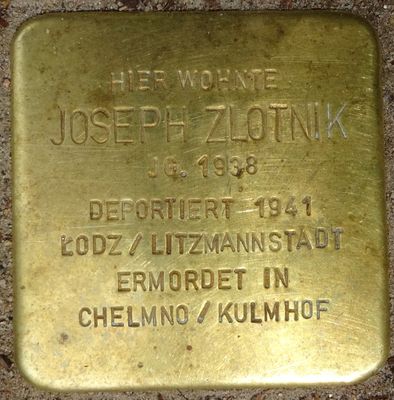 HIER WOHNTE
JOSEPH ZLOTNIK
JG. 1938
DEPORTIERT 1941
ŁODZ / LITZMANNSTADT
ERMORDET IN
CHELMNO / KULMHOF